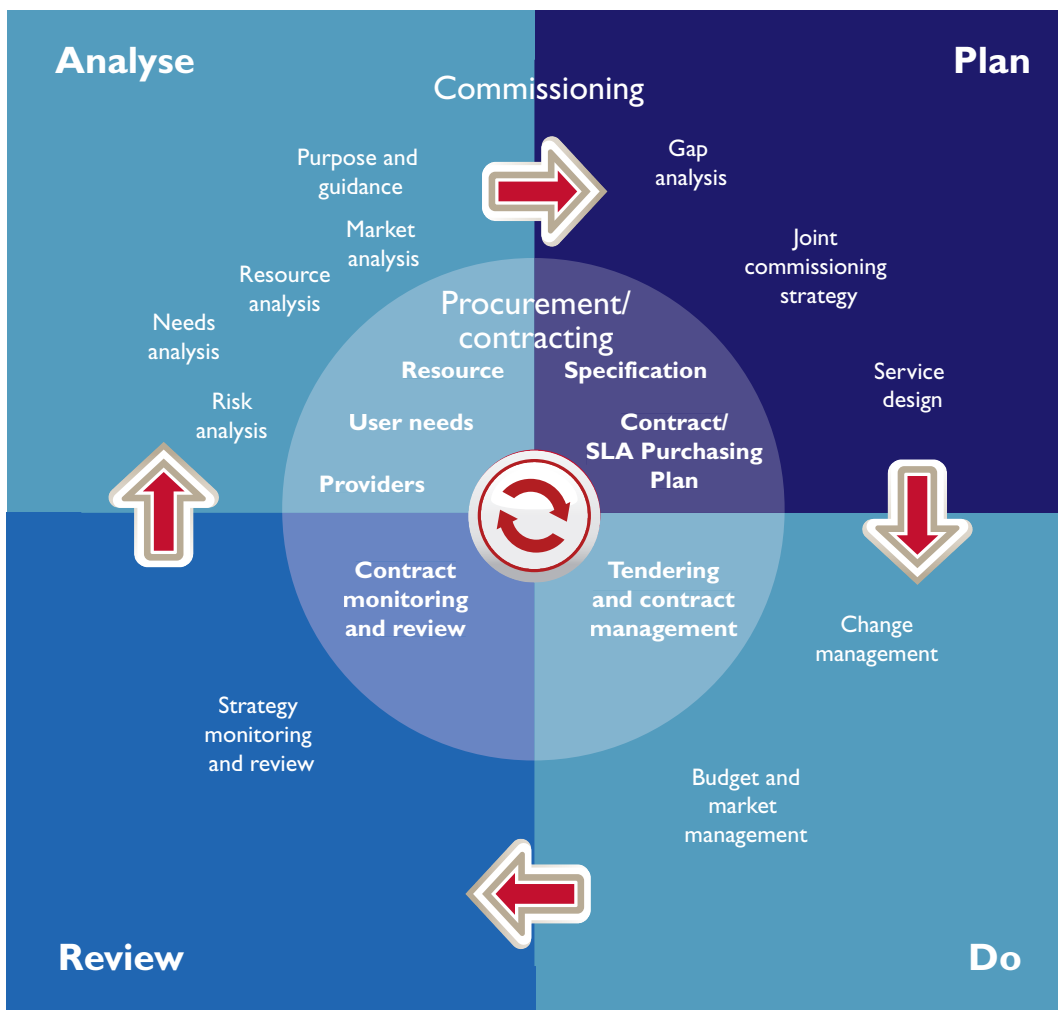 Analyse
Plan
Commissioning
Purpose and
guidance
Market
analysis
Resource
analysis
Needs
analysis
Risk
analysis
Gap
analysis
Joint
commissioning
strategy
Service
design
Procurement/
contracting
Resource
User needs
Providers
Specification
Contract/
SLA Purchasing
Plan
Contract
monitoring
and review
Tendering
and contract
management
Change
management
Budget and
market
management
Strategy
monitoring
and review
Review
Do